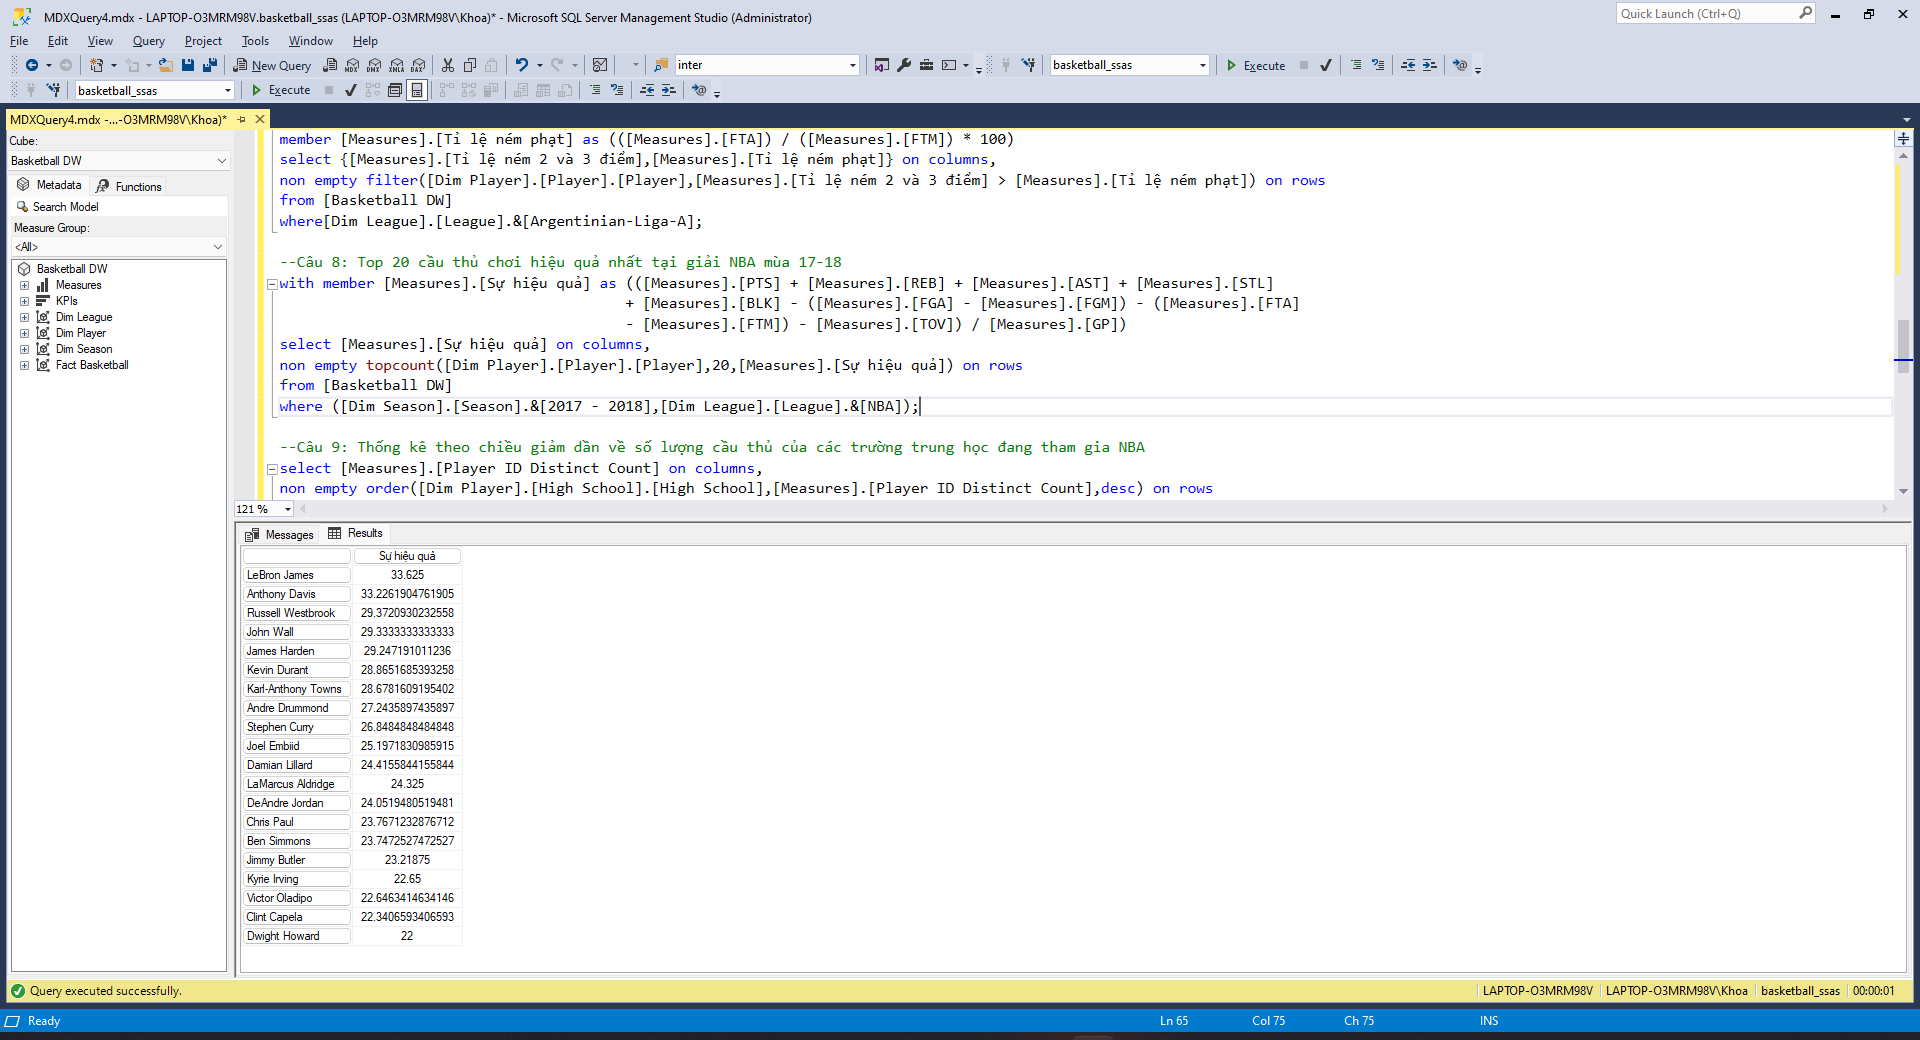 MDXQuery4.mdx - LAPTOP-O3MRM98V.basketball_ssas (LAPTOP-O3MRM98V\Khoa)* - Microsoft SQL Server Management Studio (Administrator)
Quick Launch (Ctrl+Q)
File Edit View Query Project Tools Window Help
New Query MDX DMX XMLA DAX inter basketball_ssas Execute
basketball_ssas Execute
MDXQuery4.mdx -...-O3MRM98V\Khoa)*
Cube:
Basketball DW
Metadata Functions
Search Model
Measure Group:
<All>
Basketball DW
Measures
KPIs
Dim League
Dim Player
Dim Season
Fact Basketball
member [Measures].[Tỉ lệ ném phạt] as (([Measures].[FTA]) / ([Measures].[FTM]) * 100)
select {[Measures].[Tỉ lệ ném 2 và 3 điểm],[Measures].[Tỉ lệ ném phạt]} on columns,
non empty filter([Dim Player].[Player].[Player],[Measures].[Tỉ lệ ném 2 và 3 điểm] > [Measures].[Tỉ lệ ném phạt]) on rows
from [Basketball DW]
where[Dim League].[League].&[Argentinian-Liga-A];
--Câu 8: Top 20 cầu thủ chơi hiệu quả nhất tại giải NBA mùa 17-18
with member [Measures].[Sự hiệu quả] as (([Measures].[PTS] + [Measures].[REB] + [Measures].[AST] + [Measures].[STL]
+ [Measures].[BLK] - ([Measures].[FGA] - [Measures].[FGM]) - ([Measures].[FTA]
- [Measures].[FTM]) - [Measures].[TOV]) / [Measures].[GP])
select [Measures].[Sự hiệu quả] on columns,
non empty topcount([Dim Player].[Player].[Player],20,[Measures].[Sự hiệu quả]) on rows
from [Basketball DW]
where ([Dim Season].[Season].&[2017 - 2018],[Dim League].[League].&[NBA]);
--Câu 9: Thống kê theo chiều giảm dần về số lượng cầu thủ của các trường trung học đang tham gia NBA
select [Measures].[Player ID Distinct Count] on columns,
non empty order([Dim Player].[High School].[High School],[Measures].[Player ID Distinct Count],desc) on rows
121 %
Messages Results
Sự hiệu quả
LeBron James 33.625
Anthony Davis 33.2261904761905
Russell Westbrook 29.3720930232558
John Wall 29.3333333333333
James Harden 29.247191011236
Kevin Durant 28.8651685393258
Karl-Anthony Towns 28.6781609195402
Andre Drummond 27.2435897435897
Stephen Curry 26.8484848484848
Joel Embiid 25.1971830985915
Damian Lillard 24.4155844155844
LaMarcus Aldridge 24.325
DeAndre Jordan 24.0519480519481
Chris Paul 23.7671232876712
Ben Simmons 23.7472527472527
Jimmy Butler 23.21875
Kyrie Irving 22.65
Victor Oladipo 22.6463414634146
Clint Capela 22.3406593406593
Dwight Howard 22
Query executed successfully.
LAPTOP-O3MRM98V LAPTOP-O3MRM98V\Khoa basketball_ssas 00:00:01
Ready Ln 65 Col 75 Ch 75 INS